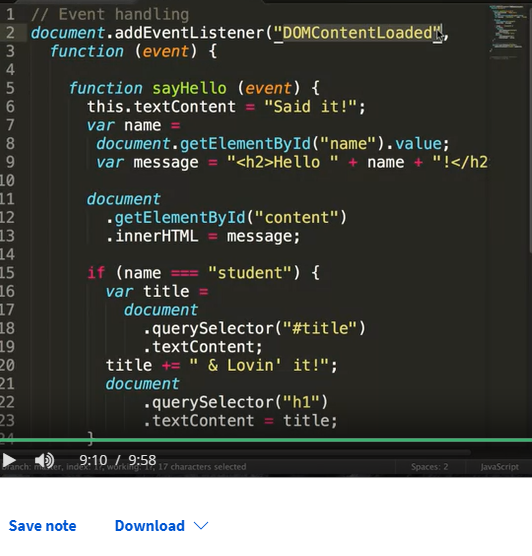 1 // Event handling
2 document.addEventListener("DOMContentLoaded",
3 function (event) {
4
5 function sayHello (event) {
6 this.textContent = "Said it!";
7 var name =
8 document.getElementById("name").value;
9 var message = "<h2>Hello " + name + "!</h2
10
11 document
12 .getElementById("content")
13 .innerHTML = message;
14
15 if (name === "student") {
16 var title =
17 document
18 .querySelector("#title")
19 .textContent;
20 title += " & Lovin' it!";
21 document
22 .querySelector("h1")
23 .textContent = title;
24 }
Branch: master, index: 17, working: 17, 17 characters selected Spaces: 2 JavaScript
9:10 / 9:58
Save note Download